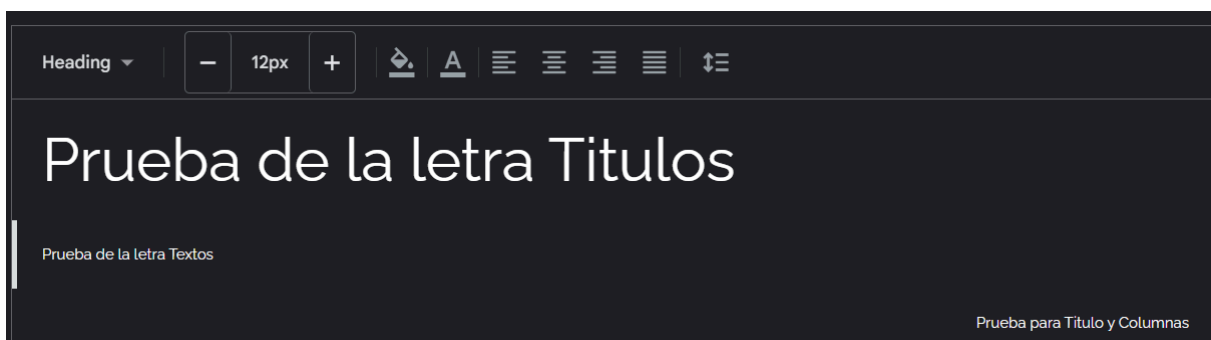 Heading
12px
A
Prueba de la letra Titulos
Prueba de la letra Textos
Prueba para Titulo y Columnas